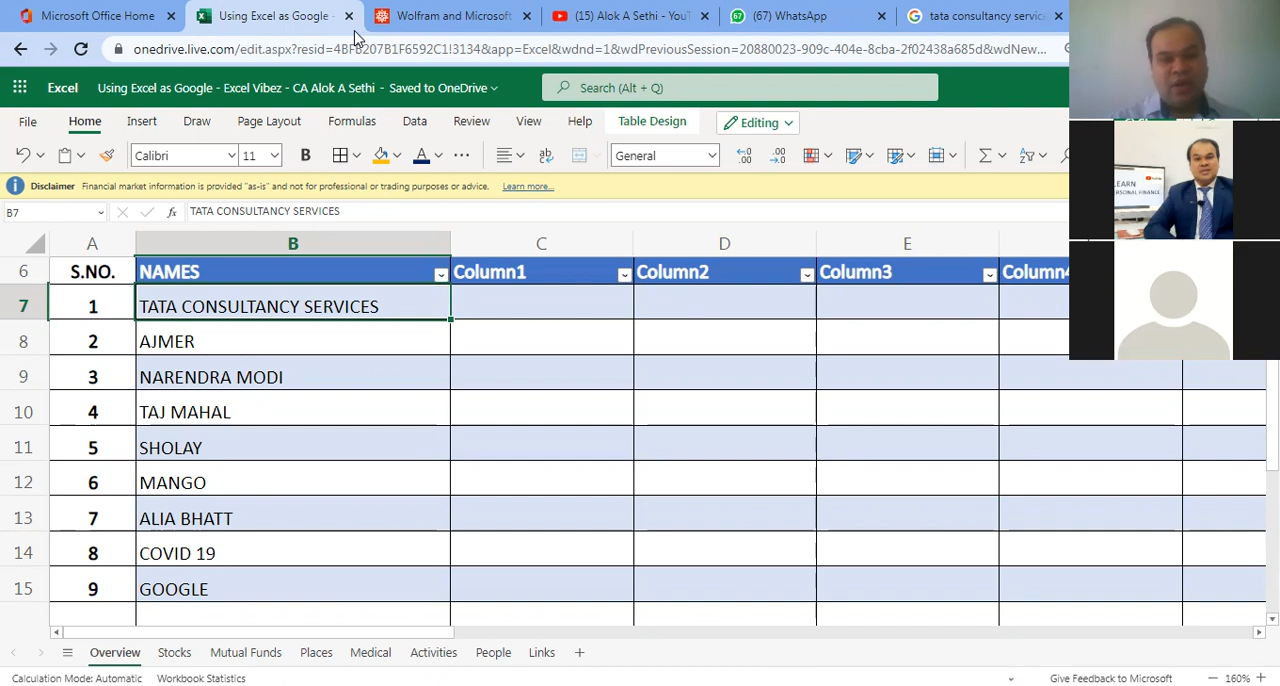 Microsoft Office Home
Using Excel as Google -
Wolfram and Microsoft
(15) Alok A Sethi - YouT
(67) WhatsApp
tata consultancy servic
onedrive.live.com/edit.aspx?resid=4BFB207B1F6592C1!3134&app=Excel&wdnd=1&wdPreviousSession=20880023-909c-404e-8cba-2f02438a685d&wdNew...
Excel Using Excel as Google - Excel Vibez - CA Alok A Sethi - Saved to OneDrive
Search (Alt + Q)
File Home Insert Draw Page Layout Formulas Data Review View Help Table Design Editing
Calibri 11 B A General
Disclaimer Financial market information is provided "as-is" and not for professional or trading purposes or advice. Learn more...
B7 fx TATA CONSULTANCY SERVICES
A B C D E
6 S.NO. NAMES Column1 Column2 Column3 Column4
7 1 TATA CONSULTANCY SERVICES
8 2 AJMER
9 3 NARENDRA MODI
10 4 TAJ MAHAL
11 5 SHOLAY
12 6 MANGO
13 7 ALIA BHATT
14 8 COVID 19
15 9 GOOGLE
Overview Stocks Mutual Funds Places Medical Activities People Links
Calculation Mode: Automatic Workbook Statistics Give Feedback to Microsoft 160%
LEARN
PERSONAL FINANCE